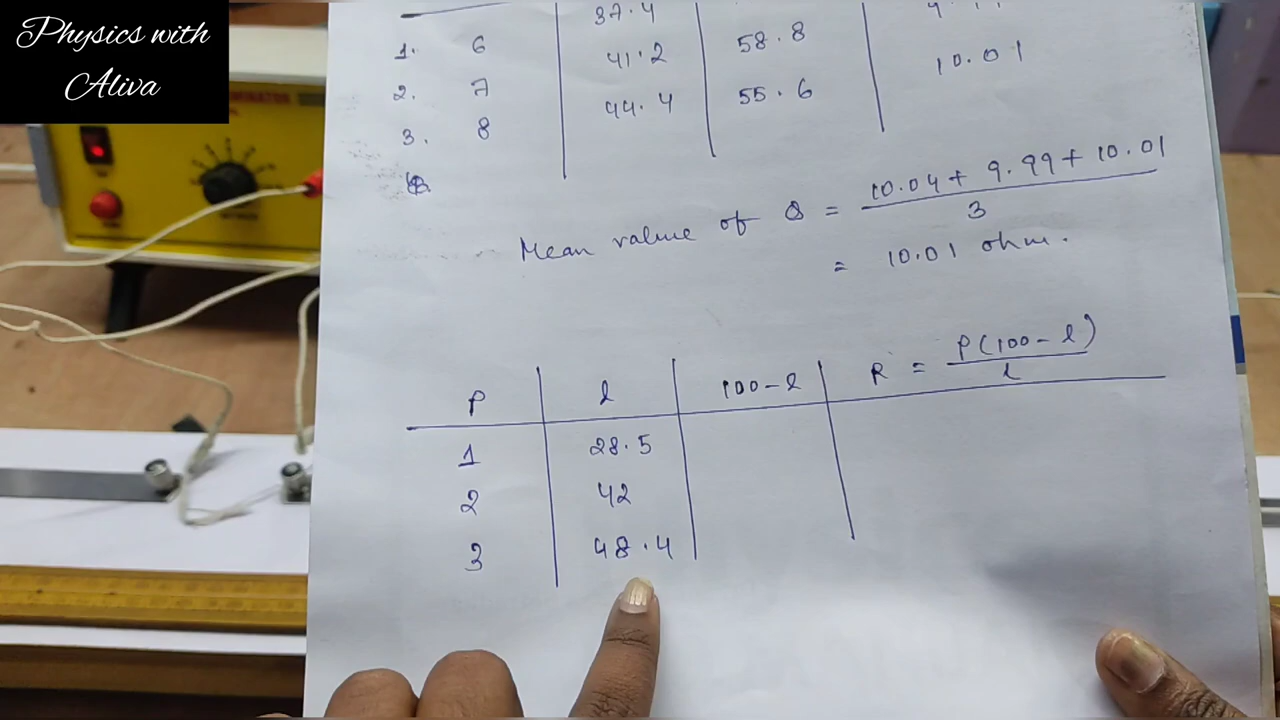 Physics with
Aliva
37.4
1. 6 41.2 58.8
2. 7 44.4 55.6 10.01
3. 8
Mean value of Q = 10.04 + 9.99 + 10.01
3
= 10.01 ohm.
P l 100-l R = P(100-l)
l
1 28.5
2 42
3 48.4